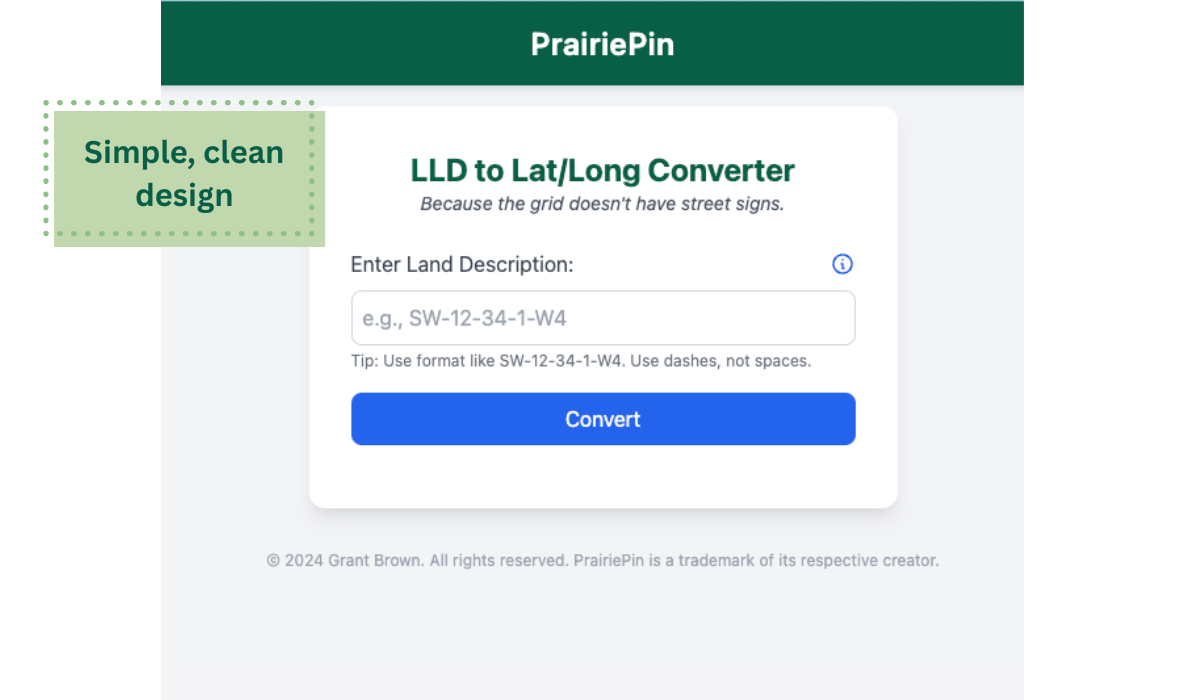 PrairiePin
Simple, clean
design
LLD to Lat/Long Converter
Because the grid doesn't have street signs.
Enter Land Description:
e.g., SW-12-34-1-W4
Tip: Use format like SW-12-34-1-W4. Use dashes, not spaces.
Convert
© 2024 Grant Brown. All rights reserved. PrairiePin is a trademark of its respective creator.